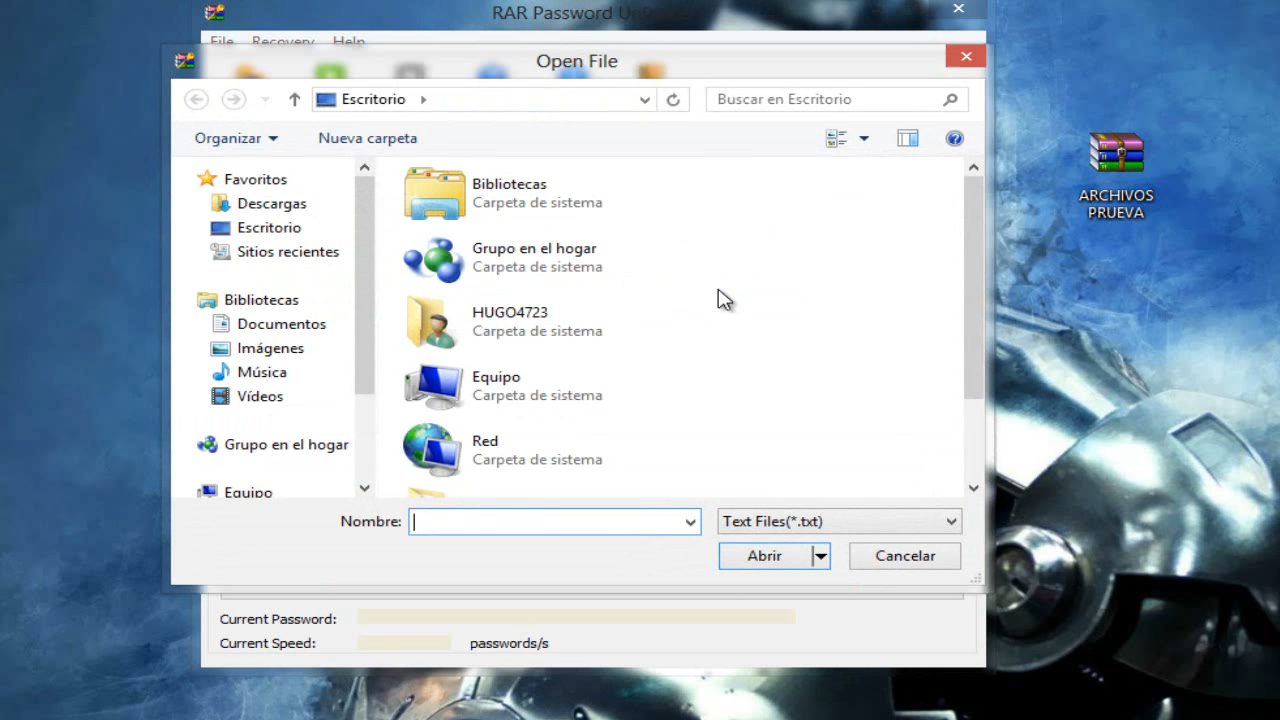 RAR Password
File Recovery Help
Open File
Escritorio
Buscar en Escritorio
Organizar
Nueva carpeta
Favoritos
Descargas
Escritorio
Sitios recientes
Bibliotecas
Documentos
Imágenes
Música
Vídeos
Grupo en el hogar
Equipo
Bibliotecas
Carpeta de sistema
Grupo en el hogar
Carpeta de sistema
HUGO4723
Carpeta de sistema
Equipo
Carpeta de sistema
Red
Carpeta de sistema
Nombre:
Text Files(*.txt)
Abrir
Cancelar
Current Password:
Current Speed:
passwords/s
ARCHIVOS
PRUEVA